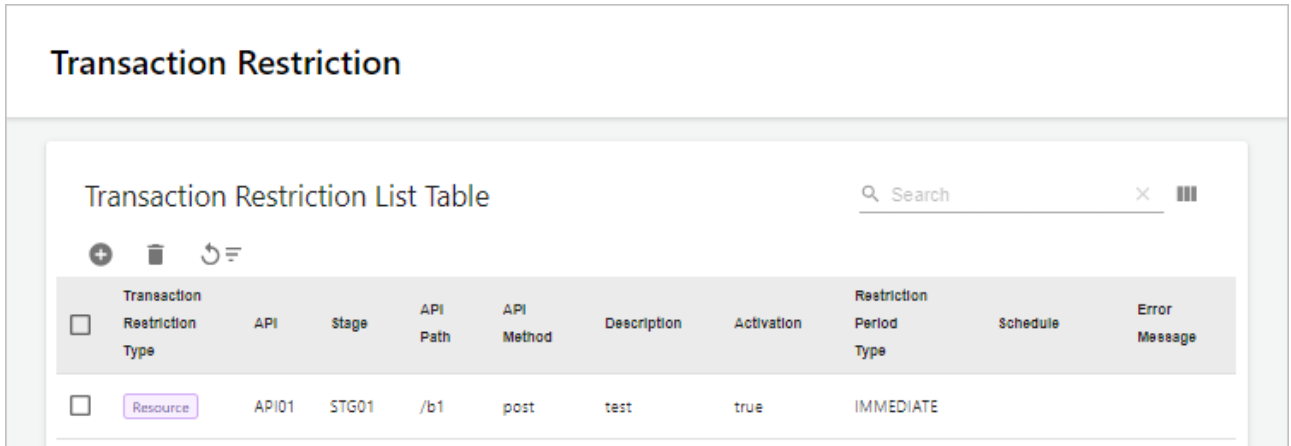 Transaction Restriction
Transaction Restriction List Table
Search
Transaction Restriction Type API Stage API Path API Method Description Activation Restriction Period Type Schedule Error Message
Resource API01 STG01 /b1 post test true IMMEDIATE